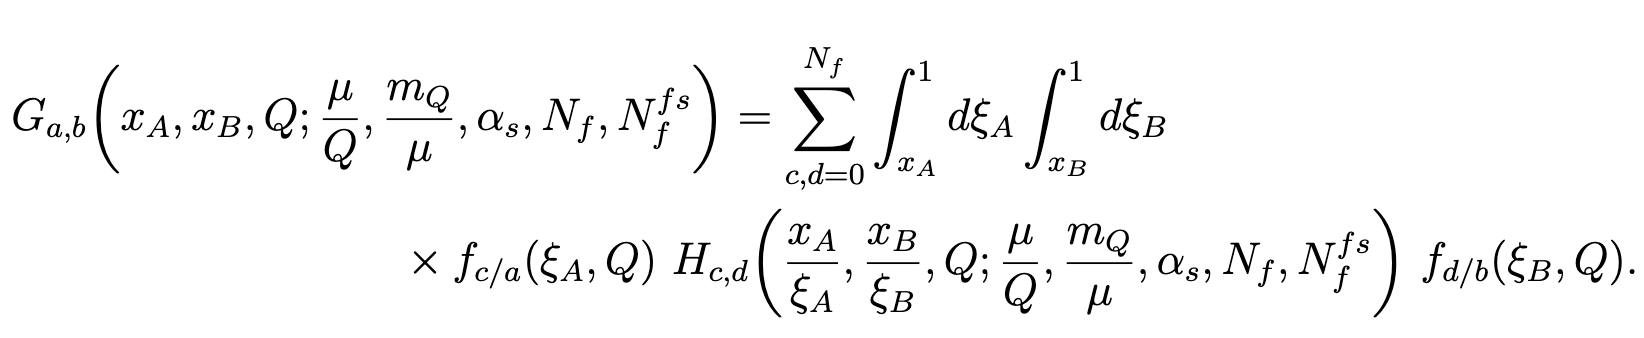 G_{a,b}\left(x_A, x_B, Q; \frac{\mu}{Q}, \frac{m_Q}{\mu}, \alpha_s, N_f, N_f^{fs}\right) = \sum_{c,d=0}^{N_f} \int_{x_A}^{1} d\xi_A \int_{x_B}^{1} d\xi_B
\times f_{c/a}(\xi_A, Q) \ H_{c,d}\left(\frac{x_A}{\xi_A}, \frac{x_B}{\xi_B}, Q; \frac{\mu}{Q}, \frac{m_Q}{\mu}, \alpha_s, N_f, N_f^{fs}\right) \ f_{d/b}(\xi_B, Q).